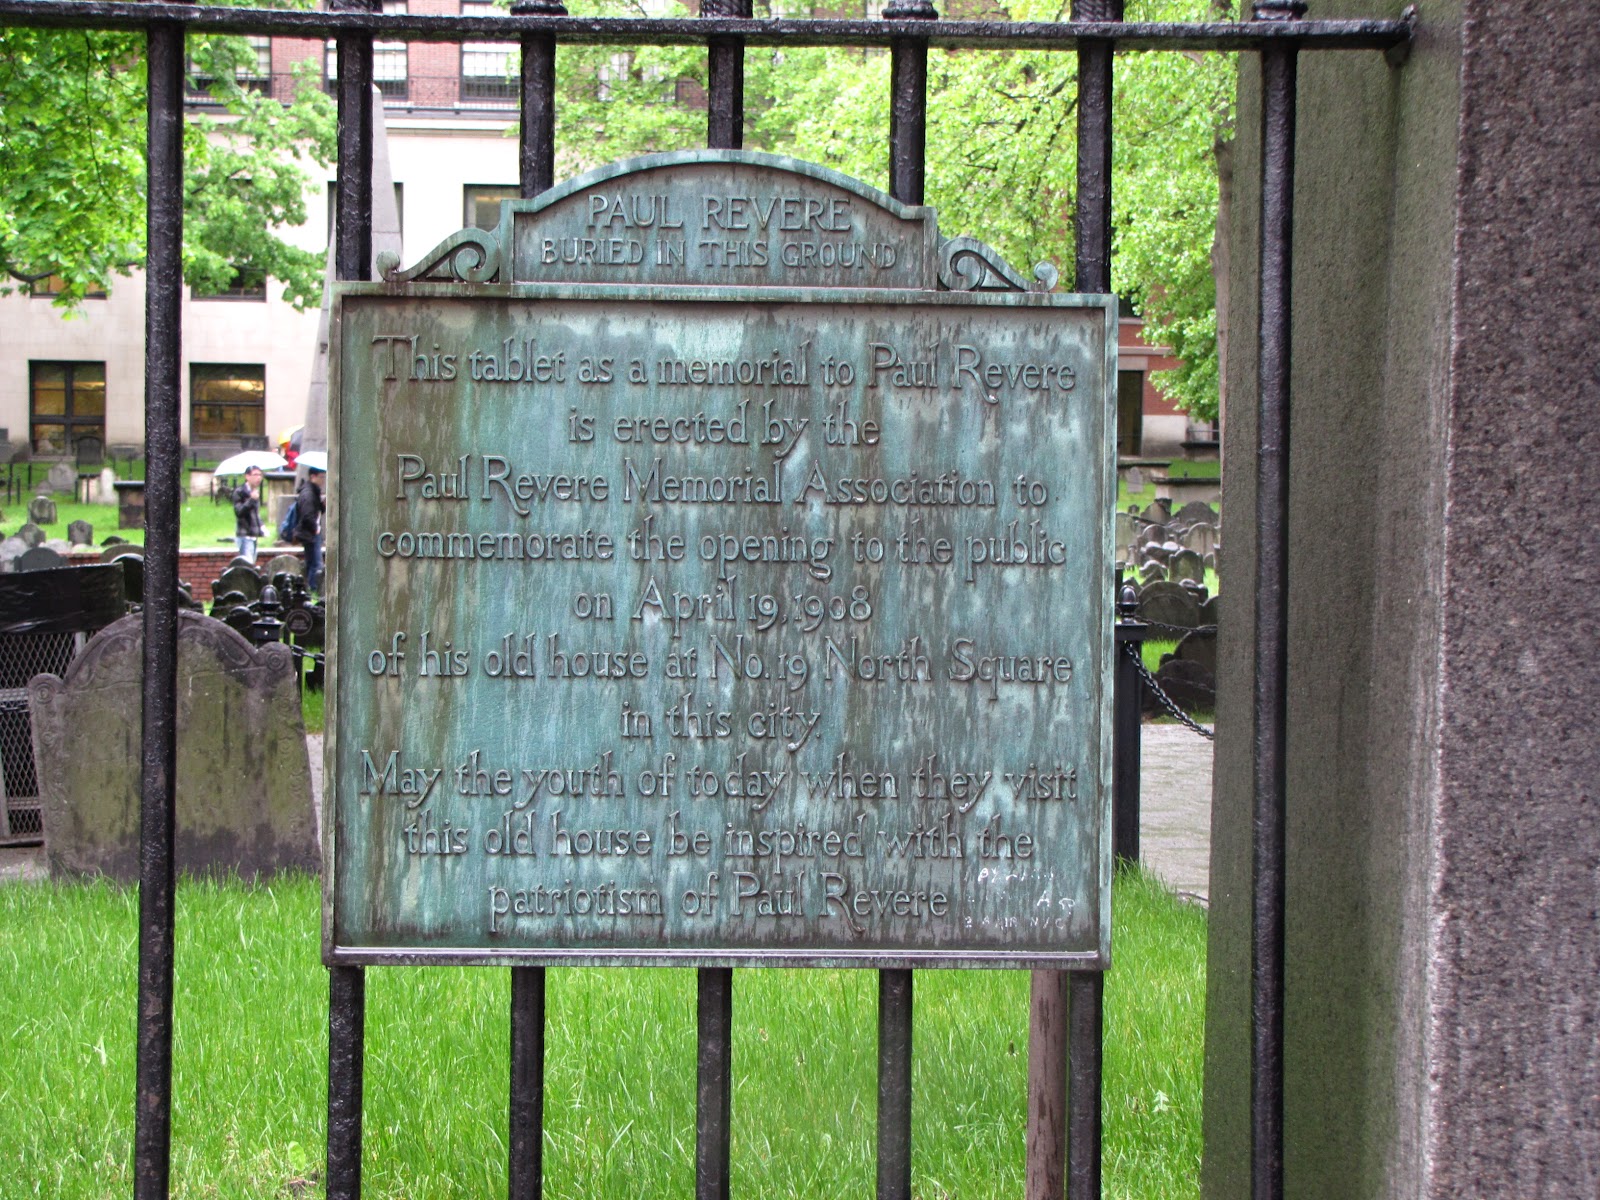 PAUL REVERE
BURIED IN THIS GROUND
This tablet as a memorial to Paul Revere
is erected by the
Paul Revere Memorial Association to
commemorate the opening to the public
on April 19, 1908
of his old house at No. 19 North Square
in this city.
May the youth of today when they visit
this old house be inspired with the
patriotism of Paul Revere